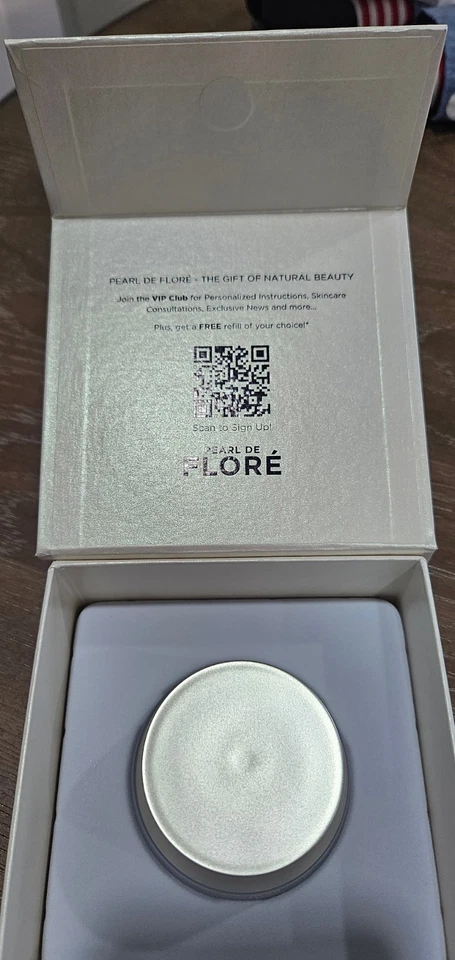 PEARL DE FLORÉ - THE GIFT OF NATURAL BEAUTY
Join the VIP Club for Personalized Instructions, Skincare
Consultations, Exclusive News and more...
Plus, get a FREE refill of your choice!*
Scan to Sign Up!
PEARL DE
FLORÉ